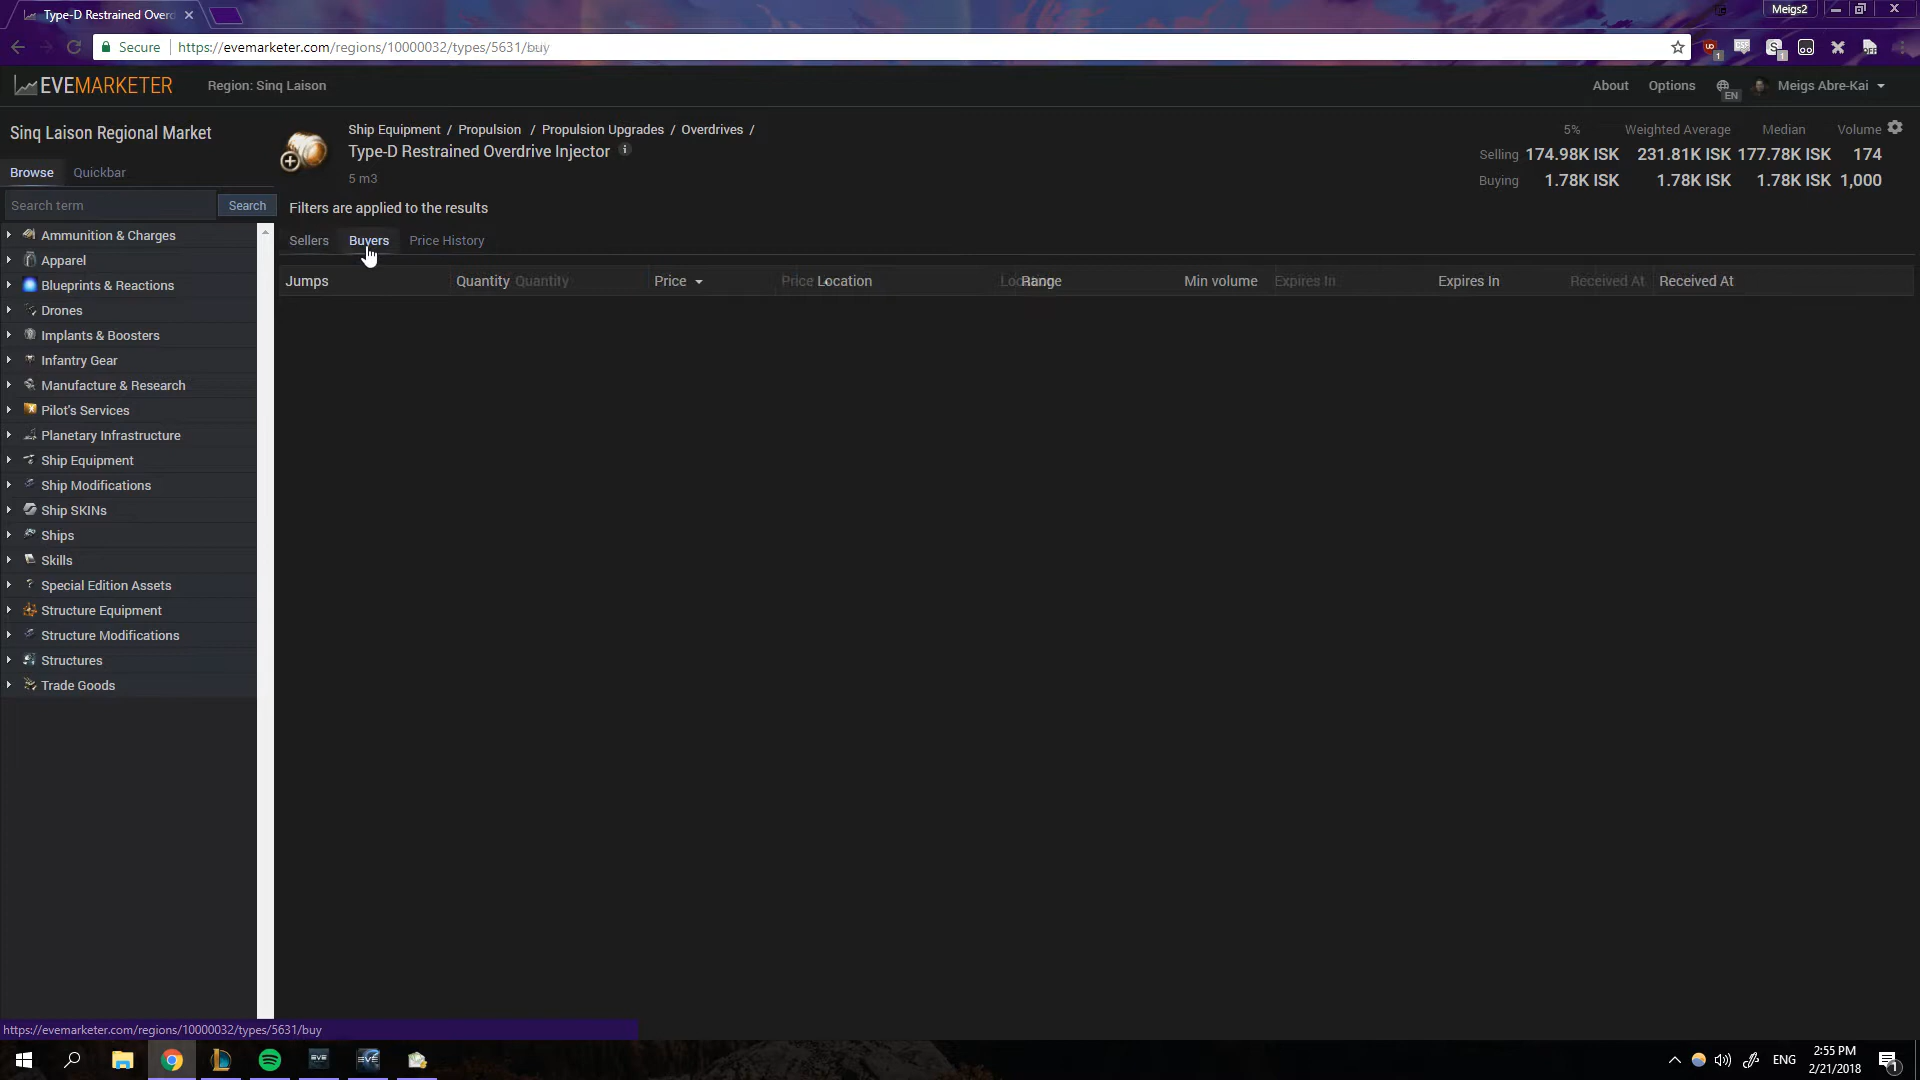 Type-D Restrained Overd
Meigs2
Secure https://evemarketer.com/regions/10000032/types/5631/buy
EVEMARKETER
Region: Sinq Laison
About
Options
EN
Meigs Abre-Kai
Sinq Laison Regional Market
Browse
Quickbar
Search term
Search
Ammunition & Charges
Apparel
Blueprints & Reactions
Drones
Implants & Boosters
Infantry Gear
Manufacture & Research
Pilot's Services
Planetary Infrastructure
Ship Equipment
Ship Modifications
Ship SKINs
Ships
Skills
Special Edition Assets
Structure Equipment
Structure Modifications
Structures
Trade Goods
Ship Equipment / Propulsion / Propulsion Upgrades / Overdrives /
Type-D Restrained Overdrive Injector
5 m3
5% Weighted Average Median Volume
Selling 174.98K ISK 231.81K ISK 177.78K ISK 174
Buying 1.78K ISK 1.78K ISK 1.78K ISK 1,000
Filters are applied to the results
Sellers
Buyers
Price History
Jumps Quantity Quantity Price Price Location Range Min volume Expires In Expires In Received At Received At
https://evemarketer.com/regions/10000032/types/5631/buy
EVE
EVE
ENG
2:55 PM
2/21/2018
1